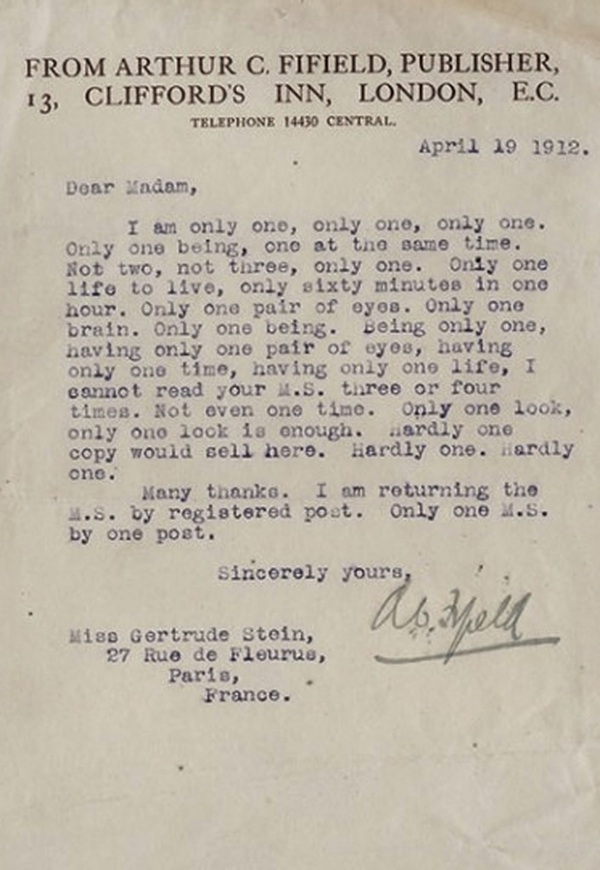 FROM ARTHUR C. FIFIELD, PUBLISHER,
13, CLIFFORD'S INN, LONDON, E.C.
TELEPHONE 14430 CENTRAL.
April 19 1912.
Dear Madam,
I am only one, only one, only one.
Only one being, one at the same time.
Not two, not three, only one. Only one
life to live, only sixty minutes in one
hour. Only one pair of eyes. Only one
brain. Only one being. Being only one,
having only one pair of eyes, having
only one time, having only one life, I
cannot read your M.S. three or four
times. Not even one time. Only one look,
only one look is enough. Hardly one
copy would sell here. Hardly one. Hardly
one.
Many thanks. I am returning the
M.S. by registered post. Only one M.S.
by one post.
Sincerely yours,
A.C. Fifield
Miss Gertrude Stein,
27 Rue de Fleurus,
Paris,
France.